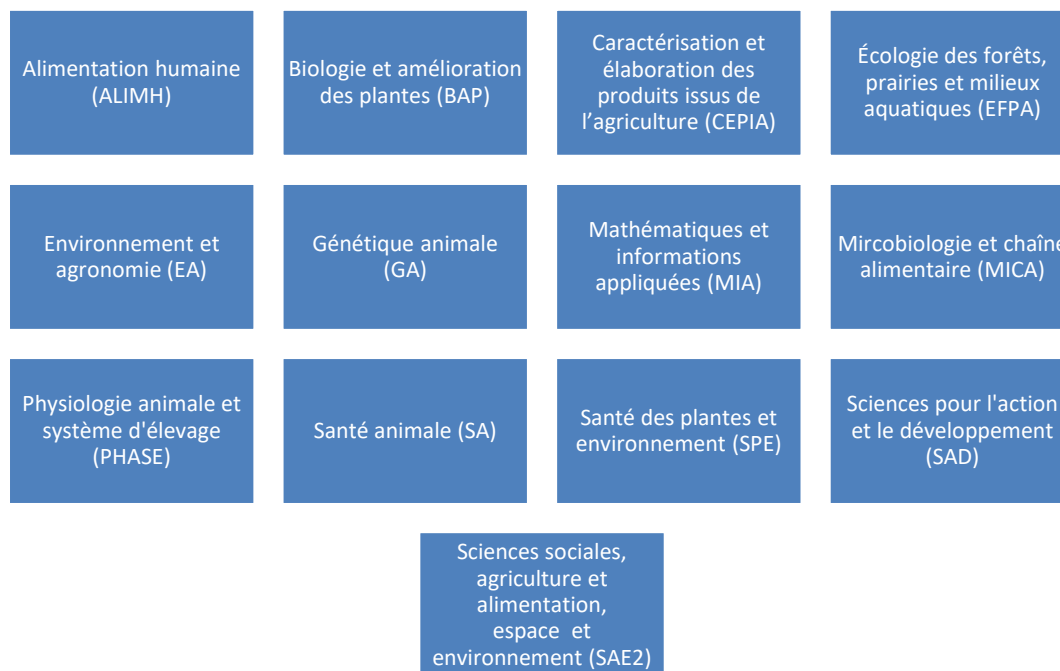 Alimentation humaine
(ALIMH)
Biologie et amélioration
des plantes (BAP)
Caractérisation et
élaboration des
produits issus de
l’agriculture (CEPIA)
Écologie des forêts,
prairies et milieux
aquatiques (EFPA)
Environnement et
agronomie (EA)
Génétique animale
(GA)
Mathématiques et
informations
appliquées (MIA)
Mircobiologie et chaîne
alimentaire (MICA)
Physiologie animale et
système d'élevage
(PHASE)
Santé animale (SA)
Santé des plantes et
environnement (SPE)
Sciences pour l'action
et le développement
(SAD)
Sciences sociales,
agriculture et
alimentation,
espace et
environnement (SAE2)